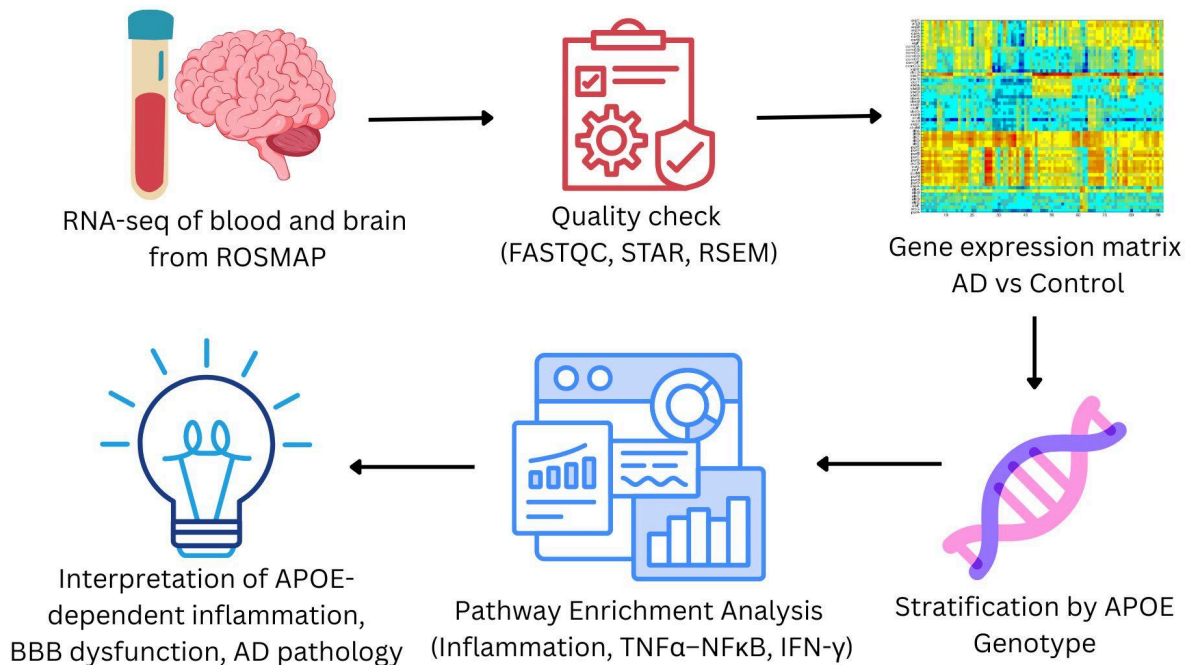 RNA-seq of blood and brain
from ROSMAP
Quality check
(FASTQC, STAR, RSEM)
Gene expression matrix
AD vs Control
Stratification by APOE
Genotype
Pathway Enrichment Analysis
(Inflammation, TNFα–NFκB, IFN-γ)
Interpretation of APOE-
dependent inflammation,
BBB dysfunction, AD pathology